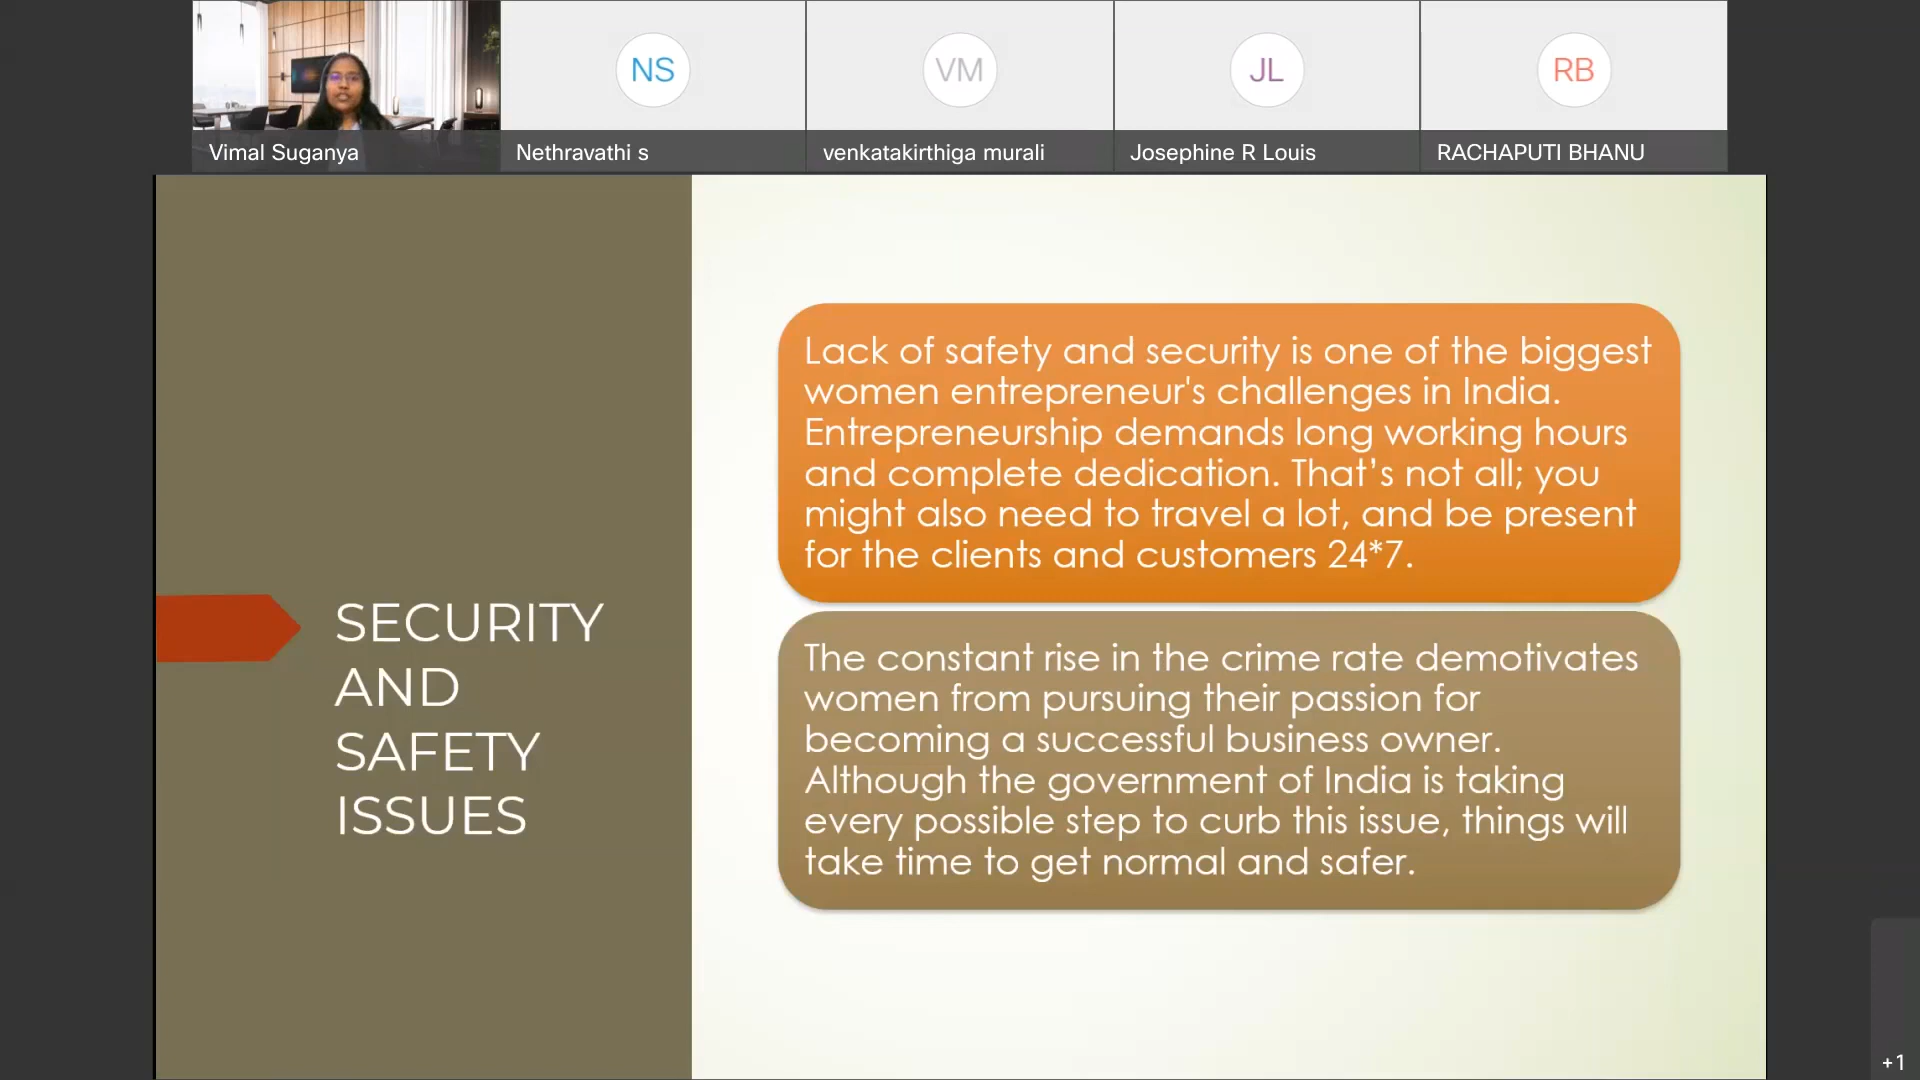 NS
VM
JL
RB
Vimal Suganya
Nethravathi s
venkatakirthiga murali
Josephine R Louis
RACHAPUTI BHANU
SECURITY
AND
SAFETY
ISSUES
Lack of safety and security is one of the biggest
women entrepreneur's challenges in India.
Entrepreneurship demands long working hours
and complete dedication. That’s not all; you
might also need to travel a lot, and be present
for the clients and customers 24*7.
The constant rise in the crime rate demotivates
women from pursuing their passion for
becoming a successful business owner.
Although the government of India is taking
every possible step to curb this issue, things will
take time to get normal and safer.
+1